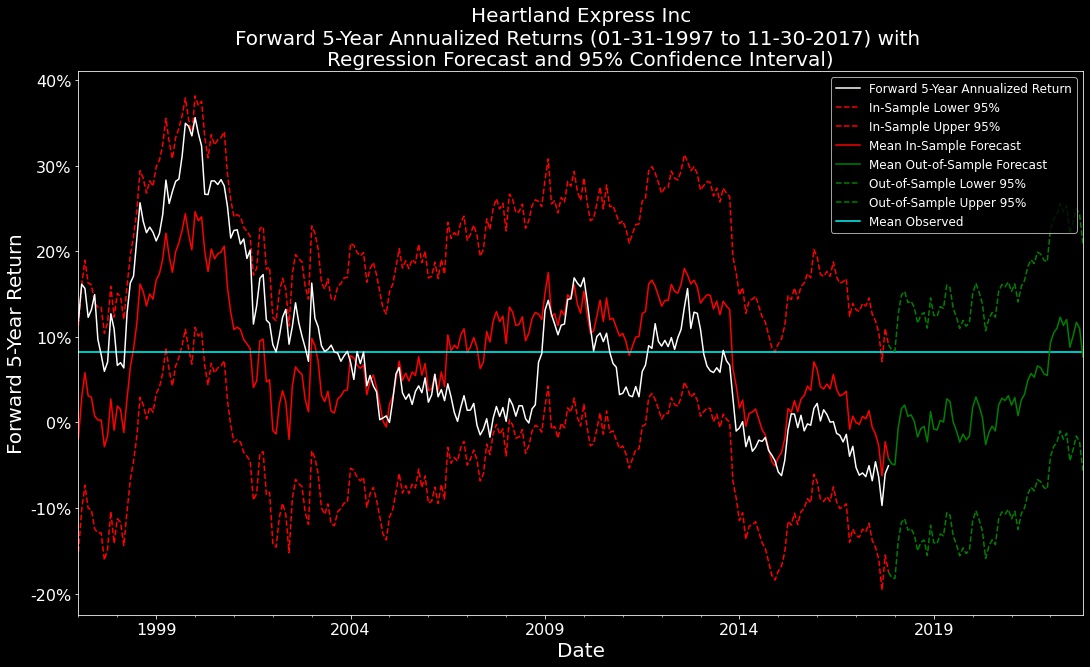 Heartland Express Inc
Forward 5-Year Annualized Returns (01-31-1997 to 11-30-2017) with
Regression Forecast and 95% Confidence Interval)
Forward 5-Year Return
40%
30%
20%
10%
0%
-10%
-20%
Forward 5-Year Annualized Return
In-Sample Lower 95%
In-Sample Upper 95%
Mean In-Sample Forecast
Mean Out-of-Sample Forecast
Out-of-Sample Lower 95%
Out-of-Sample Upper 95%
Mean Observed
1999
2004
2009
2014
2019
Date